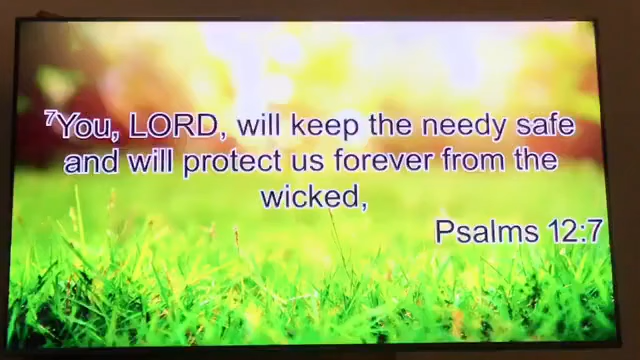 7You, LORD, will keep the needy safe
and will protect us forever from the
wicked,
Psalms 12:7